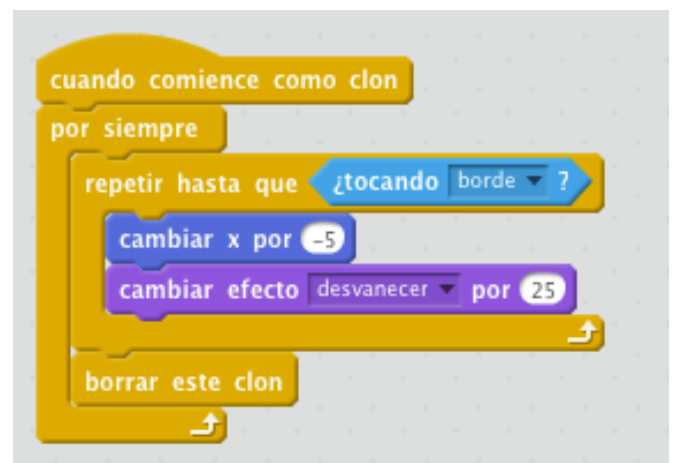 cuando comience como clon
por siempre
repetir hasta que ¿tocando borde ?
cambiar x por -5
cambiar efecto desvanecer por 25
borrar este clon